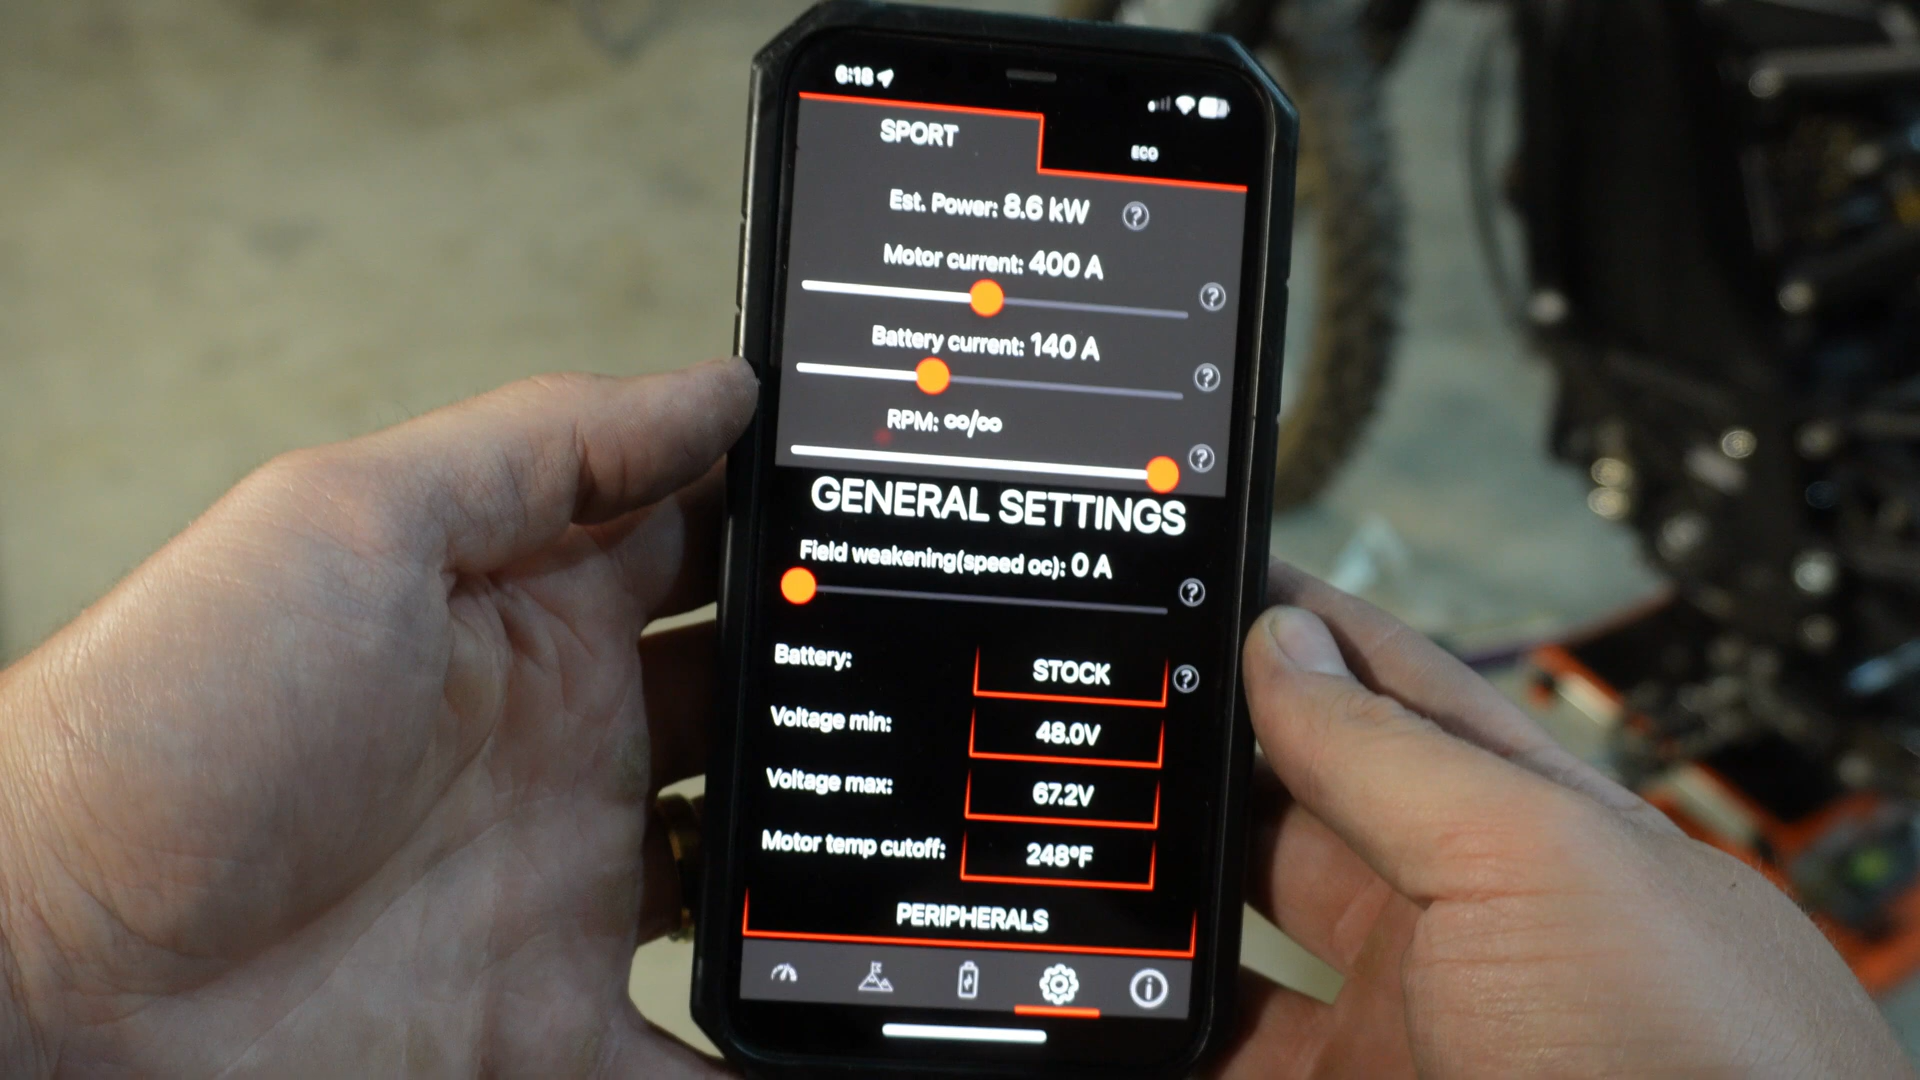 6:18
SPORT
ECO
Est. Power: 8.6 kW ?
Motor current: 400 A
?
Battery current: 140 A
?
RPM: ∞/∞
?
GENERAL SETTINGS
Field weakening(speed oc): 0 A
?
Battery: STOCK ?
Voltage min: 48.0V
Voltage max: 67.2V
Motor temp cutoff: 248°F
PERIPHERALS